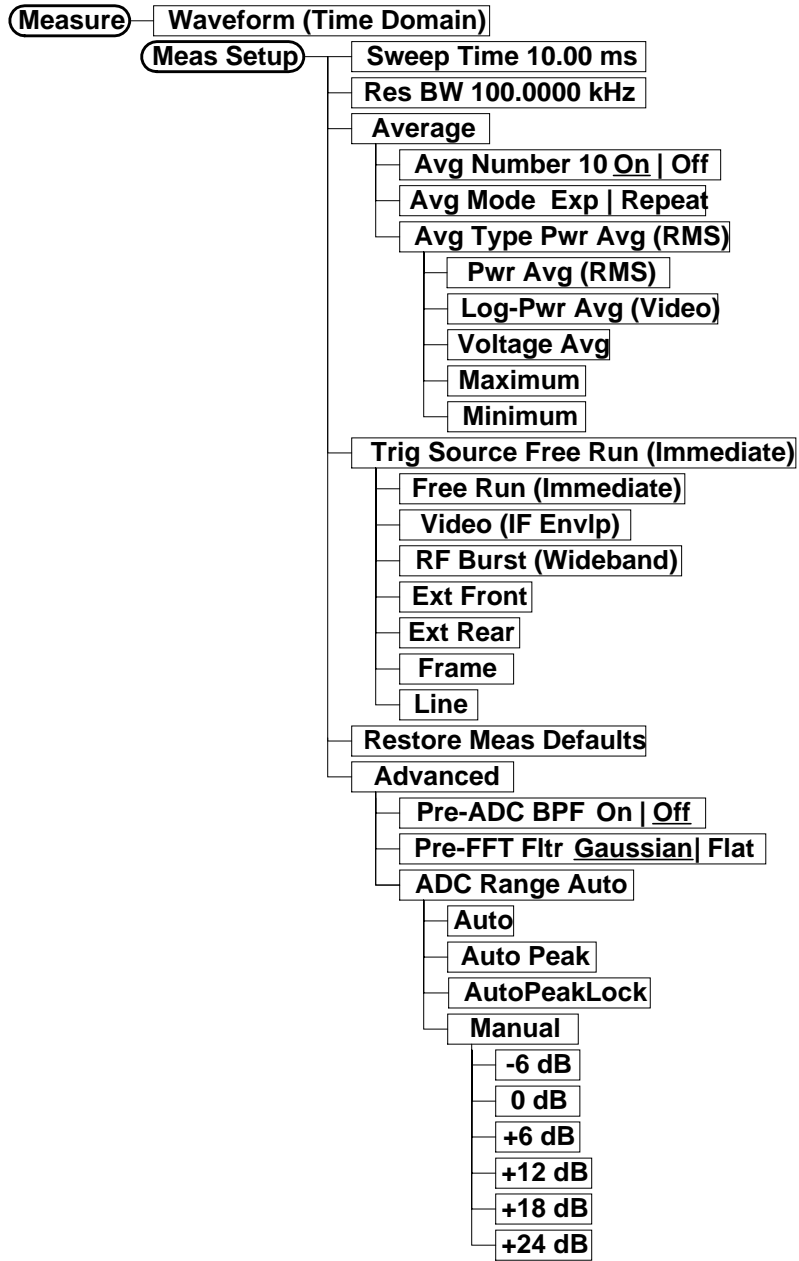 Measure Waveform (Time Domain)
Meas Setup Sweep Time 10.00 ms
Res BW 100.0000 kHz
Average
Avg Number 10 On | Off
Avg Mode Exp | Repeat
Avg Type Pwr Avg (RMS)
Pwr Avg (RMS)
Log-Pwr Avg (Video)
Voltage Avg
Maximum
Minimum
Trig Source Free Run (Immediate)
Free Run (Immediate)
Video (IF Envlp)
RF Burst (Wideband)
Ext Front
Ext Rear
Frame
Line
Restore Meas Defaults
Advanced
Pre-ADC BPF On | Off
Pre-FFT Fltr Gaussian| Flat
ADC Range Auto
Auto
Auto Peak
AutoPeakLock
Manual
-6 dB
0 dB
+6 dB
+12 dB
+18 dB
+24 dB